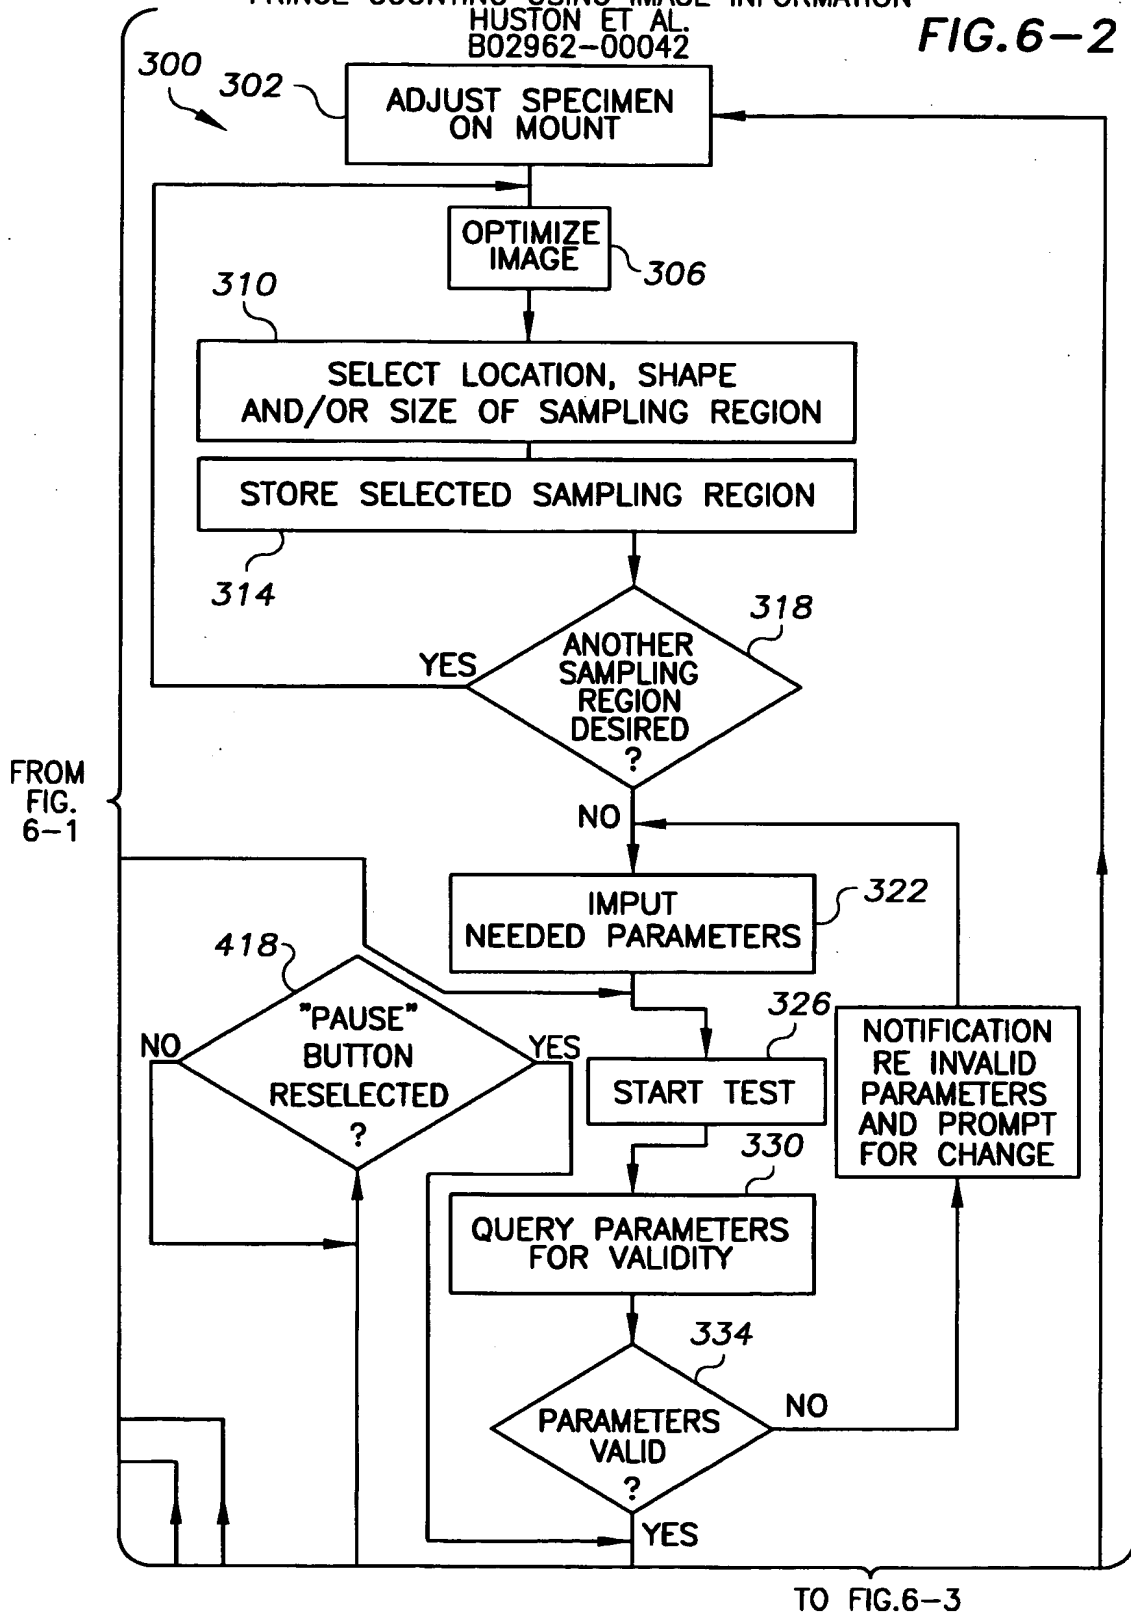 HUSTON ET AL.
B02962-00042
FIG.6-2
300
302
ADJUST SPECIMEN
ON MOUNT
OPTIMIZE
IMAGE
306
310
SELECT LOCATION, SHAPE
AND/OR SIZE OF SAMPLING REGION
STORE SELECTED SAMPLING REGION
314
318
ANOTHER
SAMPLING
REGION
DESIRED
?
YES
NO
FROM
FIG.
6-1
IMPUT
NEEDED PARAMETERS
322
418
"PAUSE"
BUTTON
RESELECTED
?
NO
YES
326
START TEST
NOTIFICATION
RE INVALID
PARAMETERS
AND PROMPT
FOR CHANGE
330
QUERY PARAMETERS
FOR VALIDITY
334
PARAMETERS
VALID
?
NO
YES
TO FIG.6-3